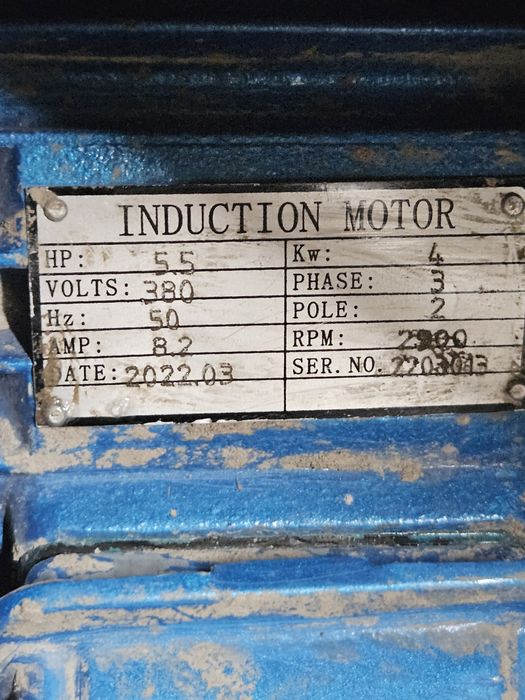 INDUCTION MOTOR
HP: 5.5 Kw: 4
VOLTS: 380 PHASE: 3
Hz: 50 POLE: 2
AMP: 8.2 RPM: 2900
DATE: 2022.03 SER. NO.